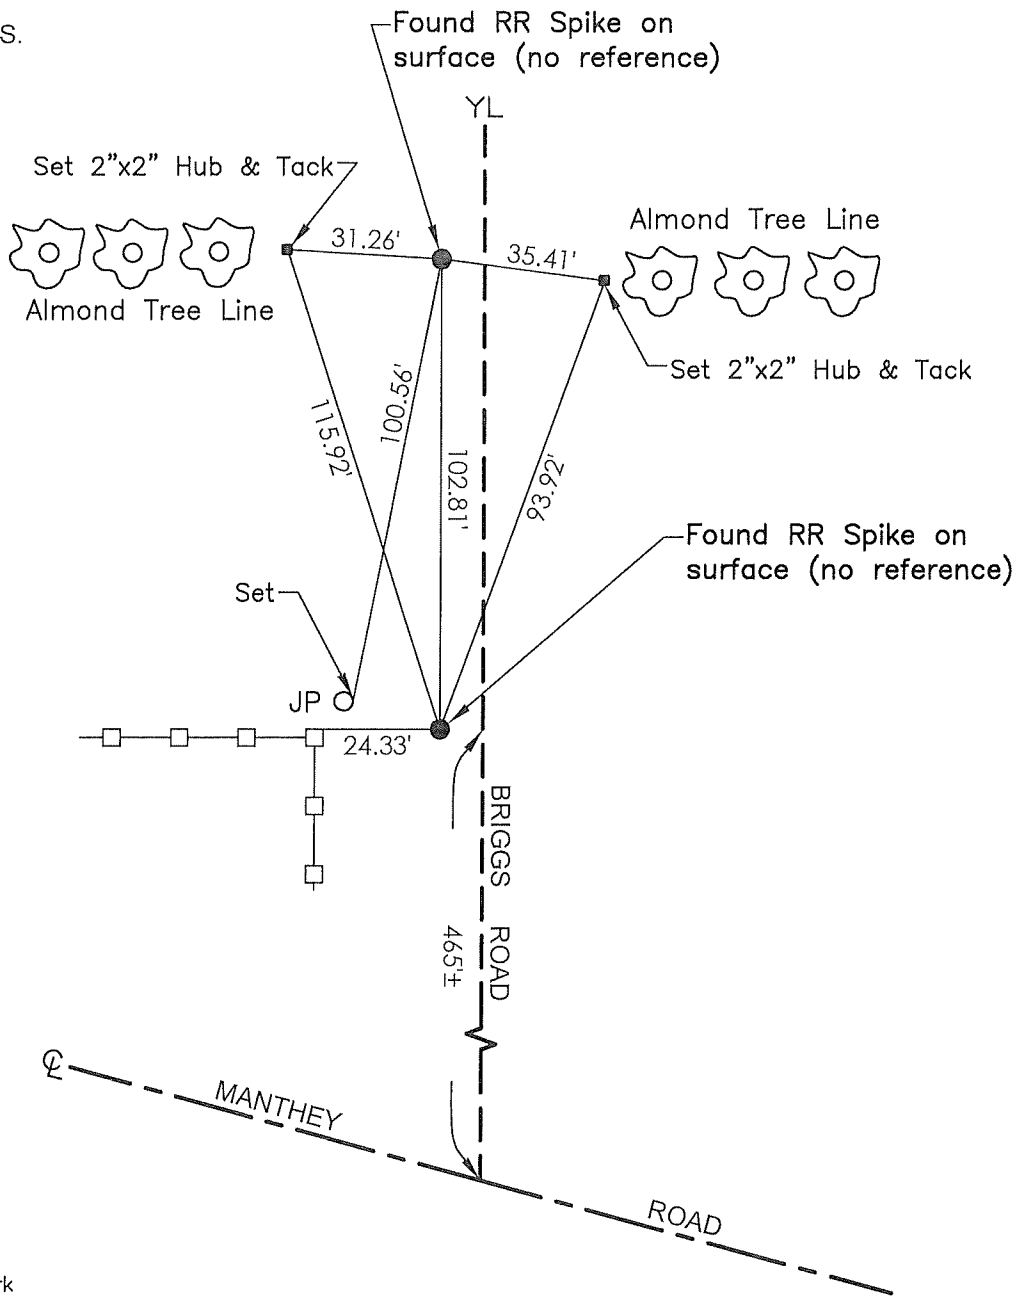 S.
Found RR Spike on
surface (no reference)
YL
Set 2"x2" Hub & Tack
Almond Tree Line
31.26'
35.41'
Almond Tree Line
Set 2"x2" Hub & Tack
115.92'
100.56'
102.81'
93.92'
Found RR Spike on
surface (no reference)
Set
JP
24.33'
BRIGGS ROAD
465'±
℄
MANTHEY ROAD
rk